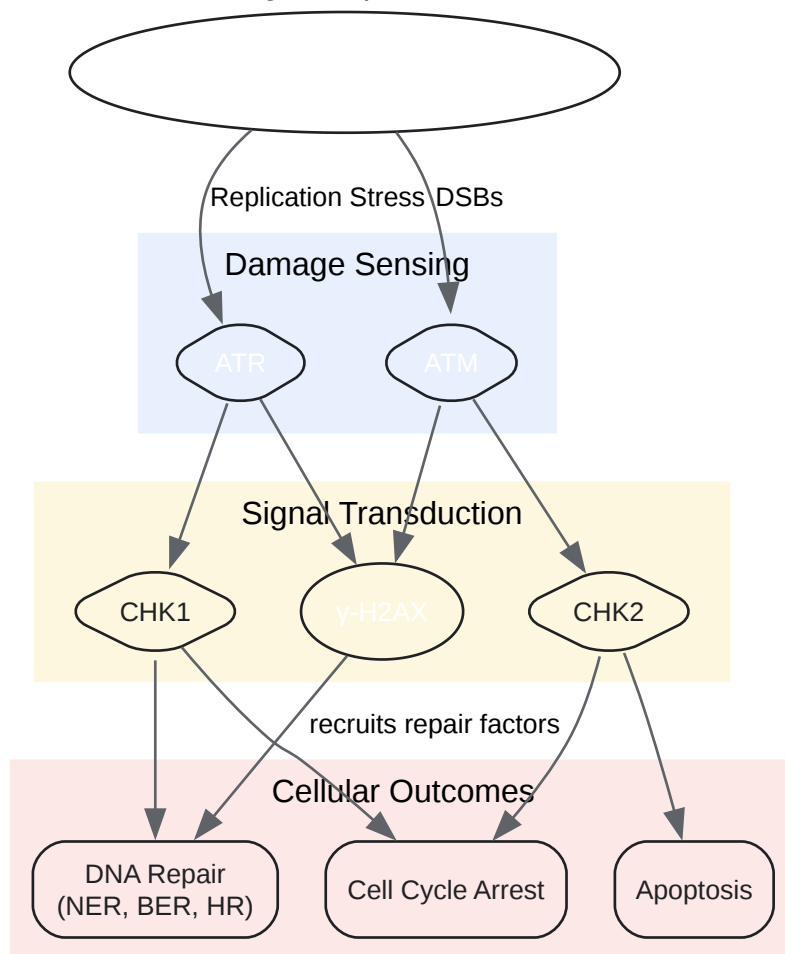 Replication Stress
DSBs
Damage Sensing
ATR
ATM
Signal Transduction
CHK1
γ-H2AX
CHK2
recruits repair factors
Cellular Outcomes
DNA Repair
(NER, BER, HR)
Cell Cycle Arrest
Apoptosis